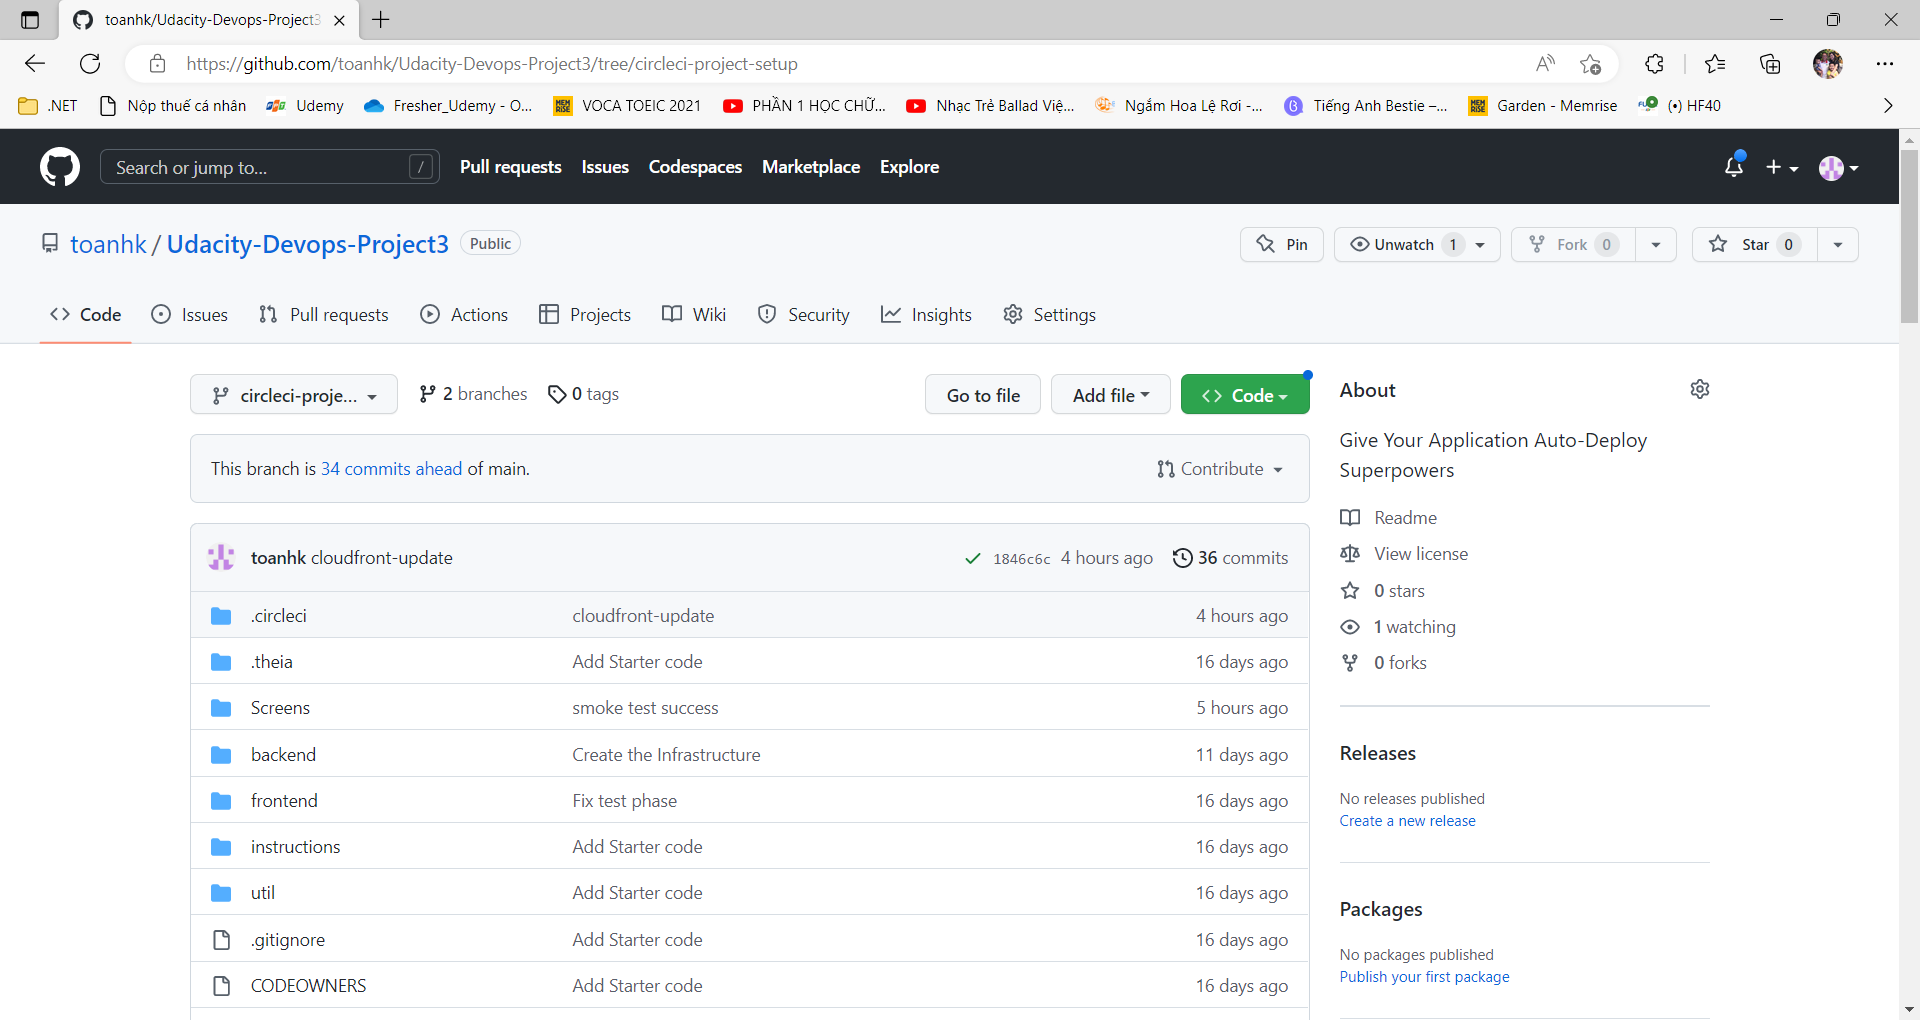 toanhk/Udacity-Devops-Project3
https://github.com/toanhk/Udacity-Devops-Project3/tree/circleci-project-setup
.NET
Nộp thuế cá nhân
Udemy
Fresher_Udemy - O...
VOCA TOEIC 2021
PHẦN 1 HỌC CHỮ...
Nhạc Trẻ Ballad Việ...
Ngắm Hoa Lệ Rơi -...
Tiếng Anh Bestie –...
Garden - Memrise
(•) HF40
Search or jump to...
/
Pull requests
Issues
Codespaces
Marketplace
Explore
toanhk / Udacity-Devops-Project3
Public
Pin
Unwatch 1
Fork 0
Star 0
Code
Issues
Pull requests
Actions
Projects
Wiki
Security
Insights
Settings
circleci-proje...
2 branches
0 tags
Go to file
Add file
Code
This branch is 34 commits ahead of main.
Contribute
toanhk cloudfront-update
1846c6c 4 hours ago
36 commits
.circleci cloudfront-update 4 hours ago
.theia Add Starter code 16 days ago
Screens smoke test success 5 hours ago
backend Create the Infrastructure 11 days ago
frontend Fix test phase 16 days ago
instructions Add Starter code 16 days ago
util Add Starter code 16 days ago
.gitignore Add Starter code 16 days ago
CODEOWNERS Add Starter code 16 days ago
About
Give Your Application Auto-Deploy
Superpowers
Readme
View license
0 stars
1 watching
0 forks
Releases
No releases published
Create a new release
Packages
No packages published
Publish your first package